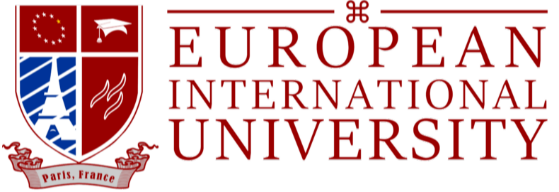 EUROPEAN
INTERNATIONAL
UNIVERSITY
Paris, France